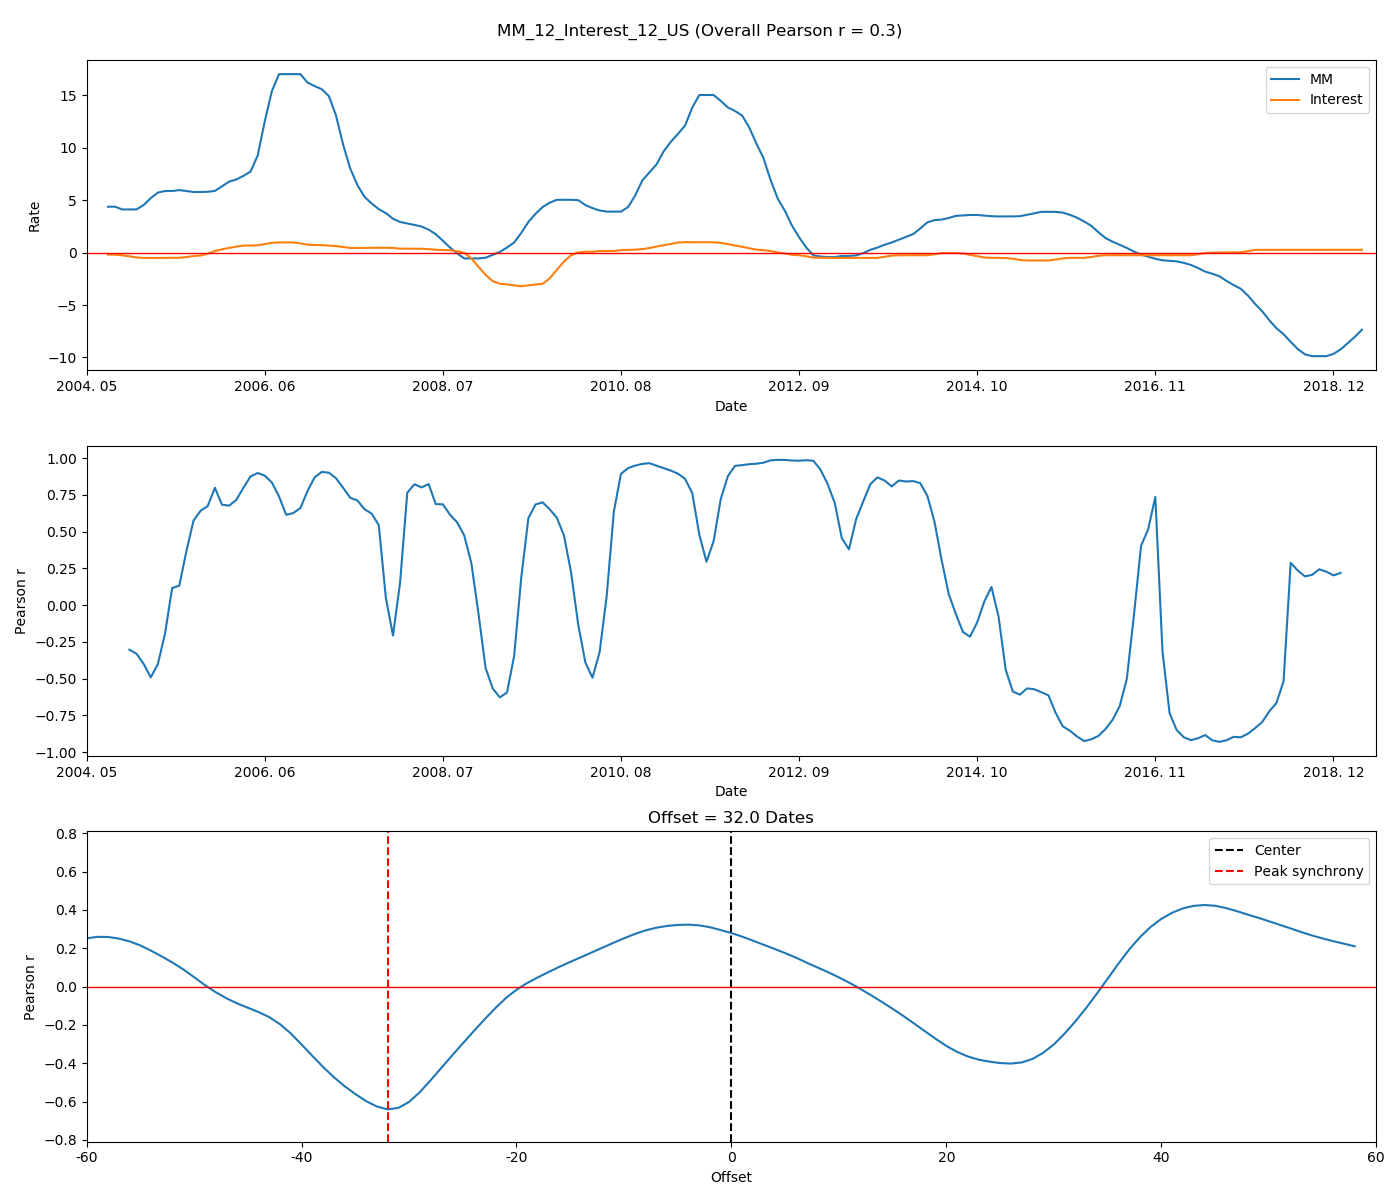 MM_12_Interest_12_US (Overall Pearson r = 0.3)
MM
Interest
15
10
5
0
−5
−10
Rate
2004. 05 2006. 06 2008. 07 2010. 08 2012. 09 2014. 10 2016. 11 2018. 12
Date
1.00
0.75
0.50
0.25
0.00
−0.25
−0.50
−0.75
−1.00
Pearson r
2004. 05 2006. 06 2008. 07 2010. 08 2012. 09 2014. 10 2016. 11 2018. 12
Date
Offset = 32.0 Dates
Center
Peak synchrony
0.8
0.6
0.4
0.2
0.0
−0.2
−0.4
−0.6
−0.8
Pearson r
-60 -40 -20 0 20 40 60
Offset